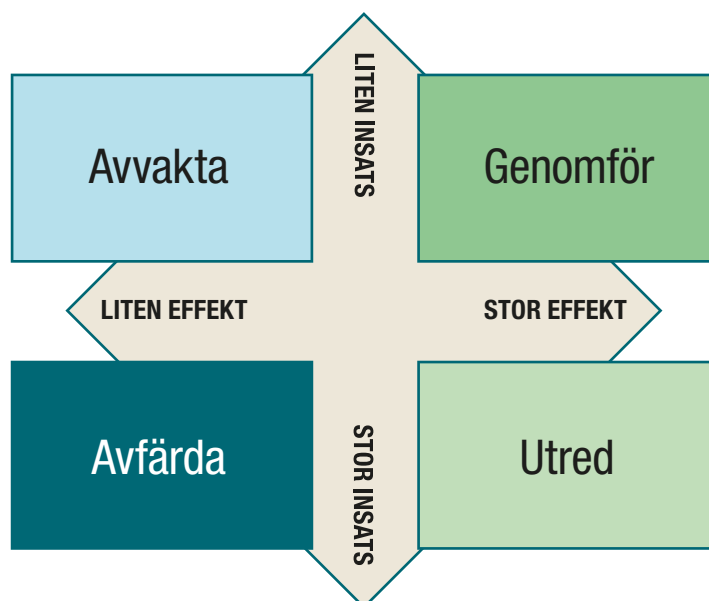 LITEN INSATS
Avvakta
Genomför
LITEN EFFEKT
STOR EFFEKT
Avfärda
Utred
STOR INSATS